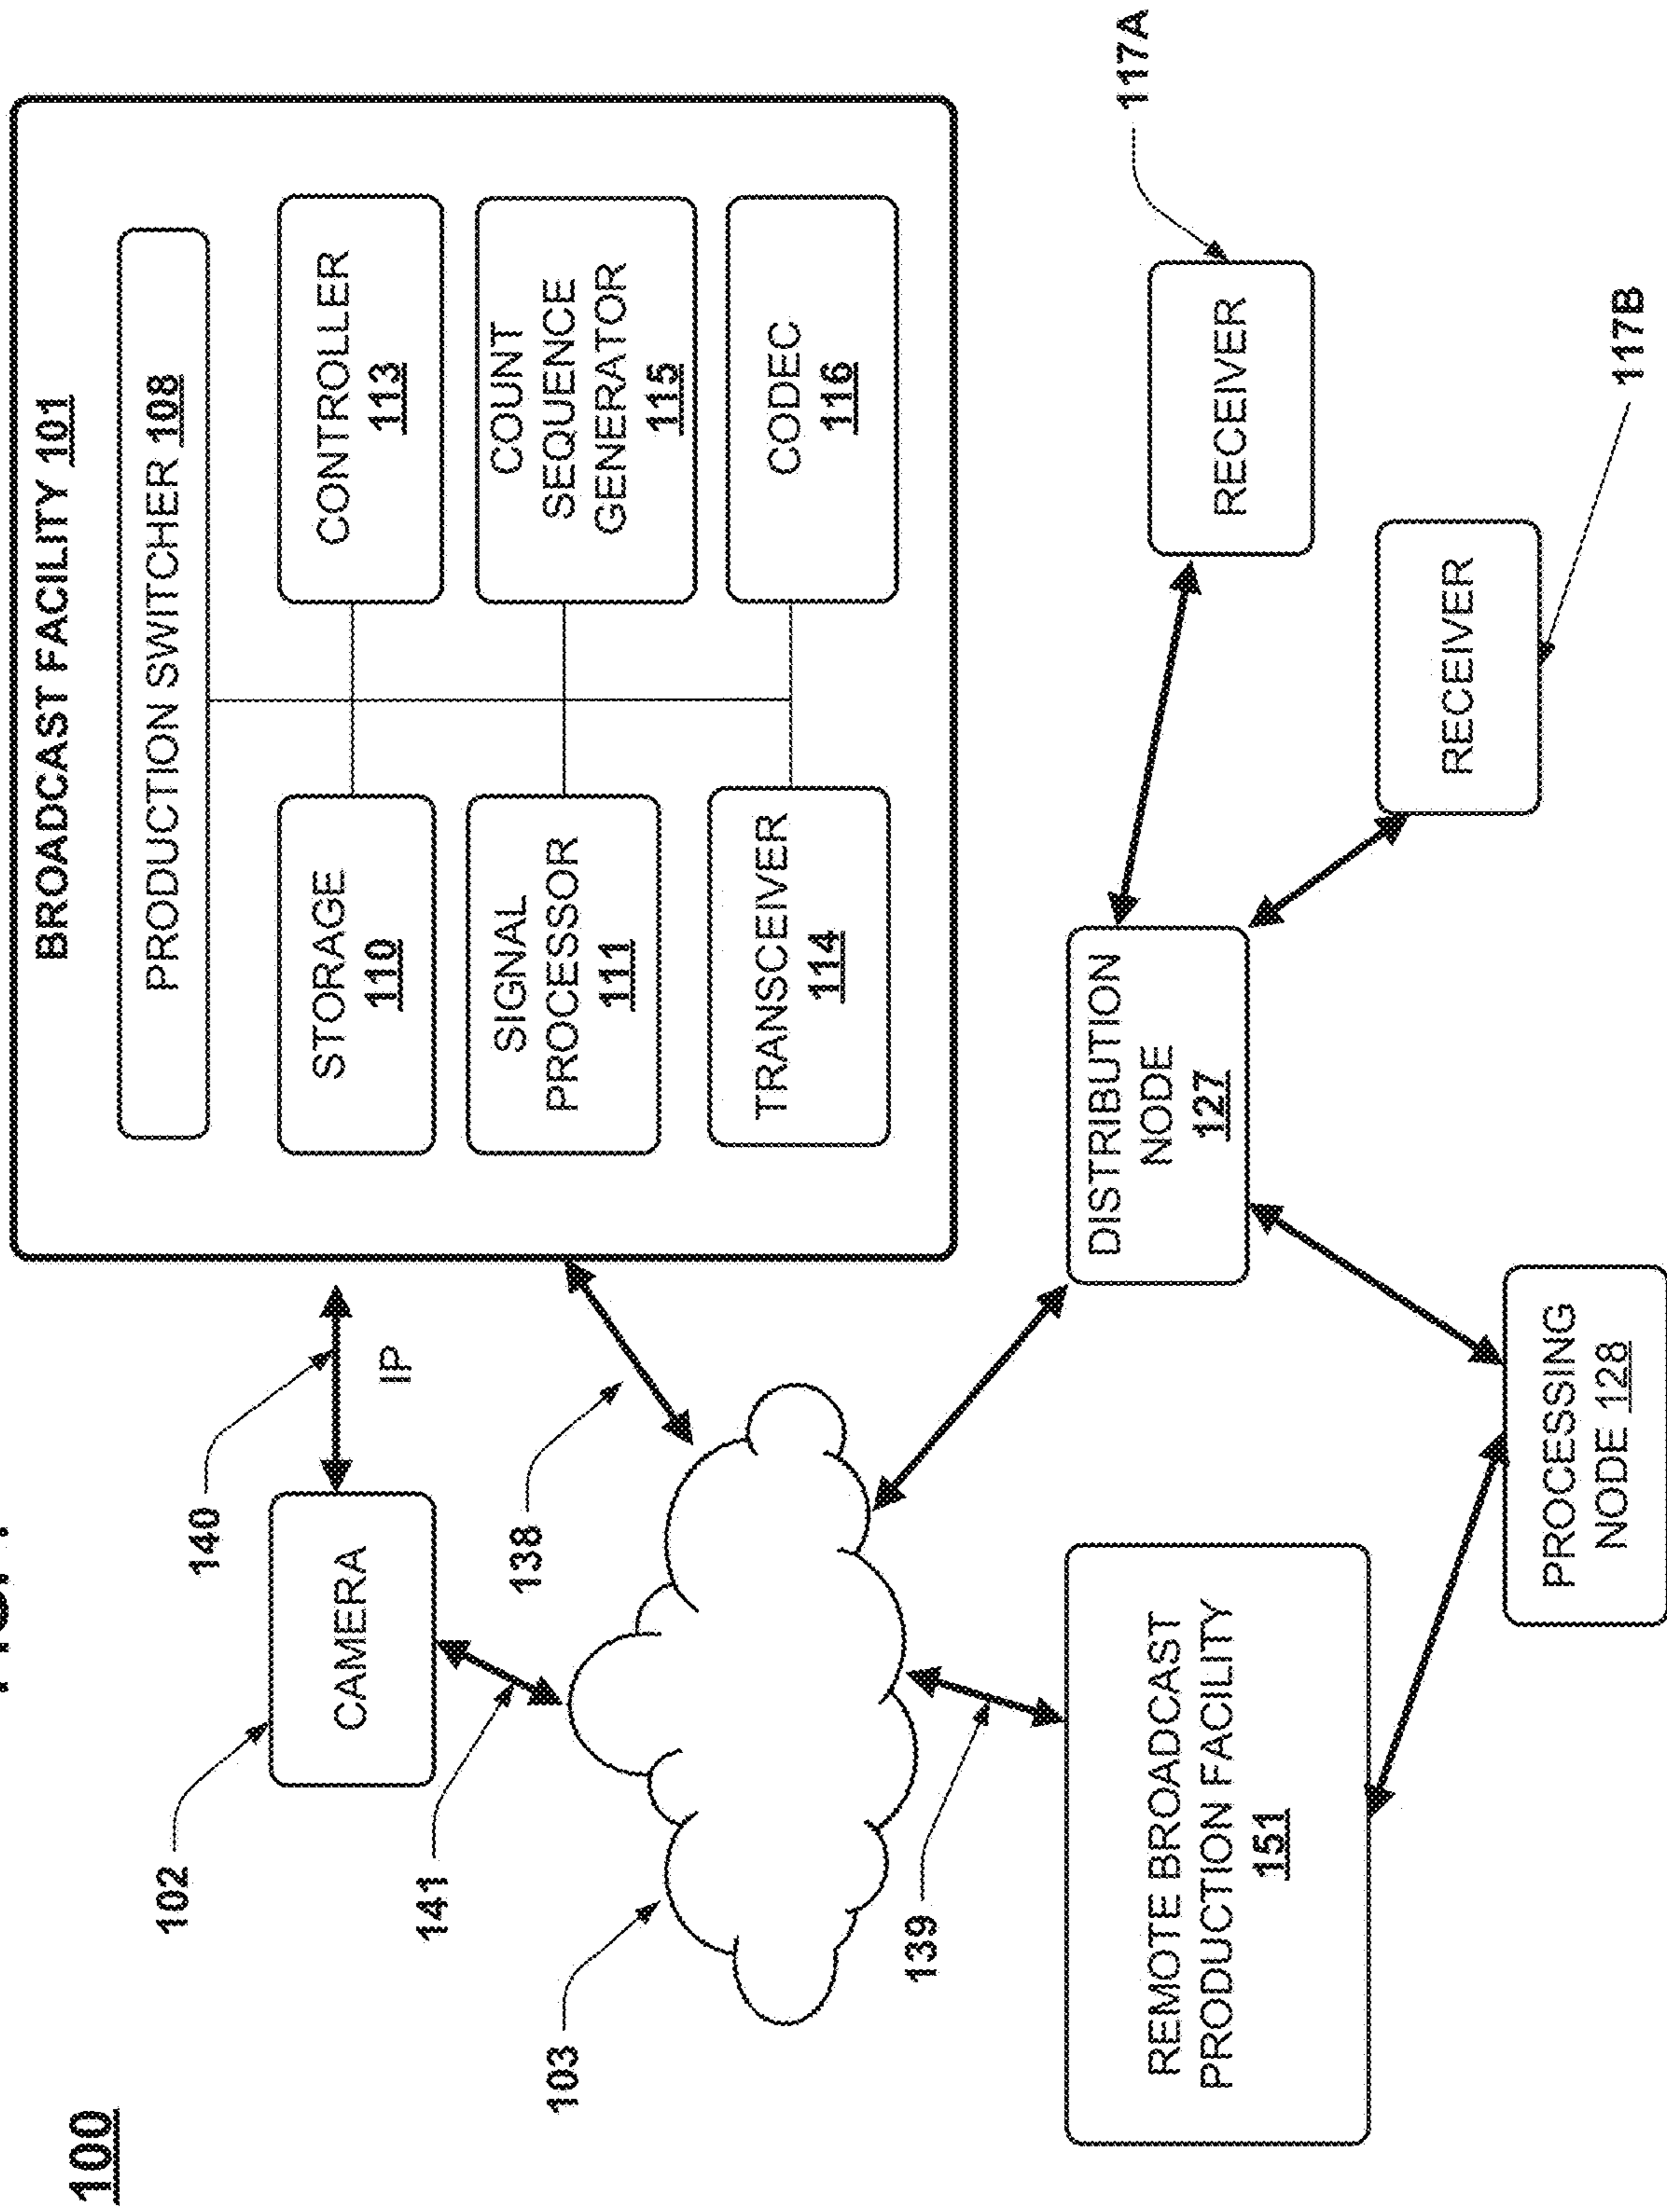 100
BROADCAST FACILITY 101
PRODUCTION SWITCHER 108
STORAGE
110
CONTROLLER
113
SIGNAL
PROCESSOR
111
COUNT
SEQUENCE
GENERATOR
115
TRANSCEIVER
114
CODEC
116
140
IP
102
CAMERA
141
138
103
139
REMOTE BROADCAST
PRODUCTION FACILITY
151
DISTRIBUTION
NODE
127
PROCESSING
NODE 128
RECEIVER
117A
RECEIVER
117B